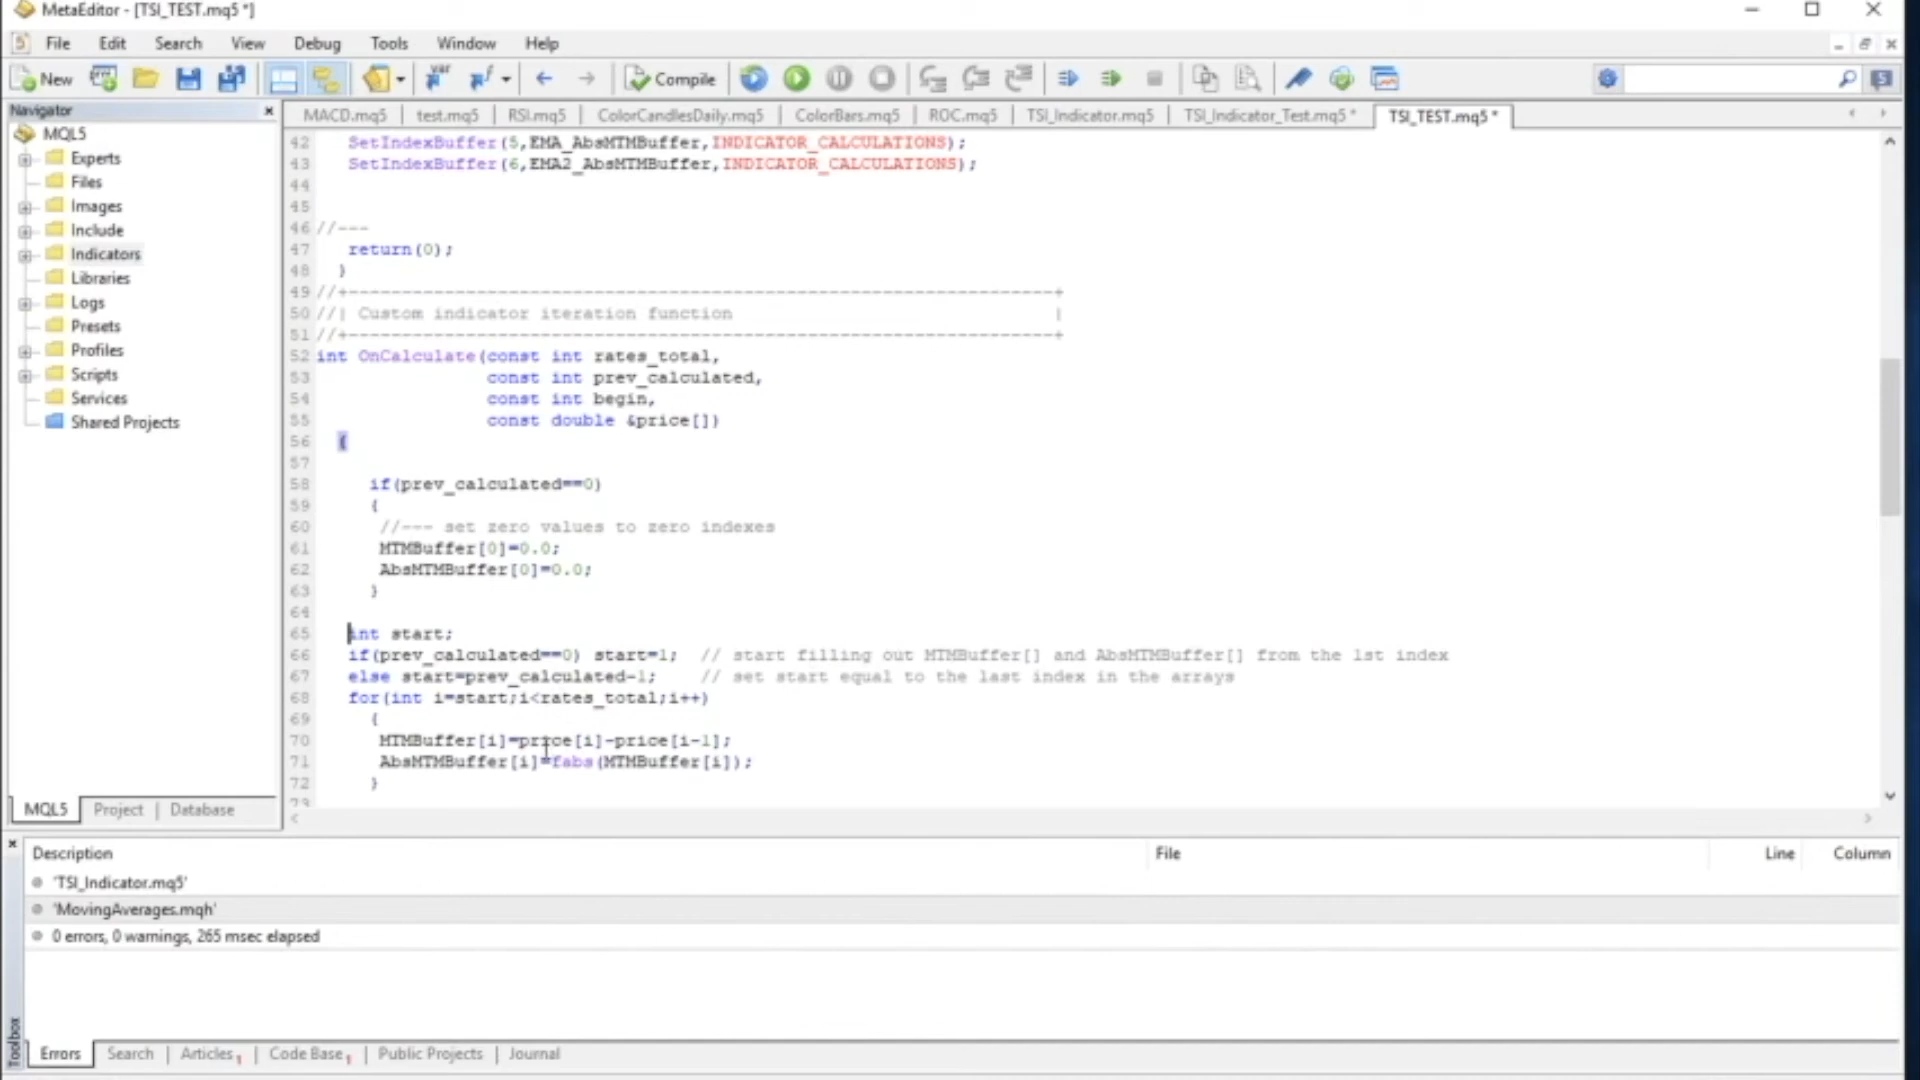 MetaEditor - [TSI_TEST.mq5 *]
File Edit Search View Debug Tools Window Help
New Compile
Navigator
MACD.mq5 test.mq5 RSI.mq5 ColorCandlesDaily.mq5 ColorBars.mq5 ROC.mq5 TSI_Indicator.mq5 TSI_Indicator_Test.mq5 * TSI_TEST.mq5 *
MQL5
Experts
Files
Images
Include
Indicators
Libraries
Logs
Presets
Profiles
Scripts
Services
Shared Projects
MQL5 Project Database
42 SetIndexBuffer(5,EMA_AbsMTMBuffer,INDICATOR_CALCULATIONS);
43 SetIndexBuffer(6,EMA2_AbsMTMBuffer,INDICATOR_CALCULATIONS);
44
45
46 //---
47 return(0);
48 }
49 //+------------------------------------------------------------------+
50 //| Custom indicator iteration function |
51 //+------------------------------------------------------------------+
52 int OnCalculate(const int rates_total,
53 const int prev_calculated,
54 const int begin,
55 const double &price[])
56 {
57
58 if(prev_calculated==0)
59 {
60 //--- set zero values to zero indexes
61 MTMBuffer[0]=0.0;
62 AbsMTMBuffer[0]=0.0;
63 }
64
65 int start;
66 if(prev_calculated==0) start=1; // start filling out MTMBuffer[] and AbsMTMBuffer[] from the 1st index
67 else start=prev_calculated-1; // set start equal to the last index in the arrays
68 for(int i=start;i<rates_total;i++)
69 {
70 MTMBuffer[i]=price[i]-price[i-1];
71 AbsMTMBuffer[i]=fabs(MTMBuffer[i]);
72 }
73
Description File Line Column
'TSI_Indicator.mq5'
'MovingAverages.mqh'
0 errors, 0 warnings, 265 msec elapsed
Toolbox
Errors Search Articles Code Base Public Projects Journal